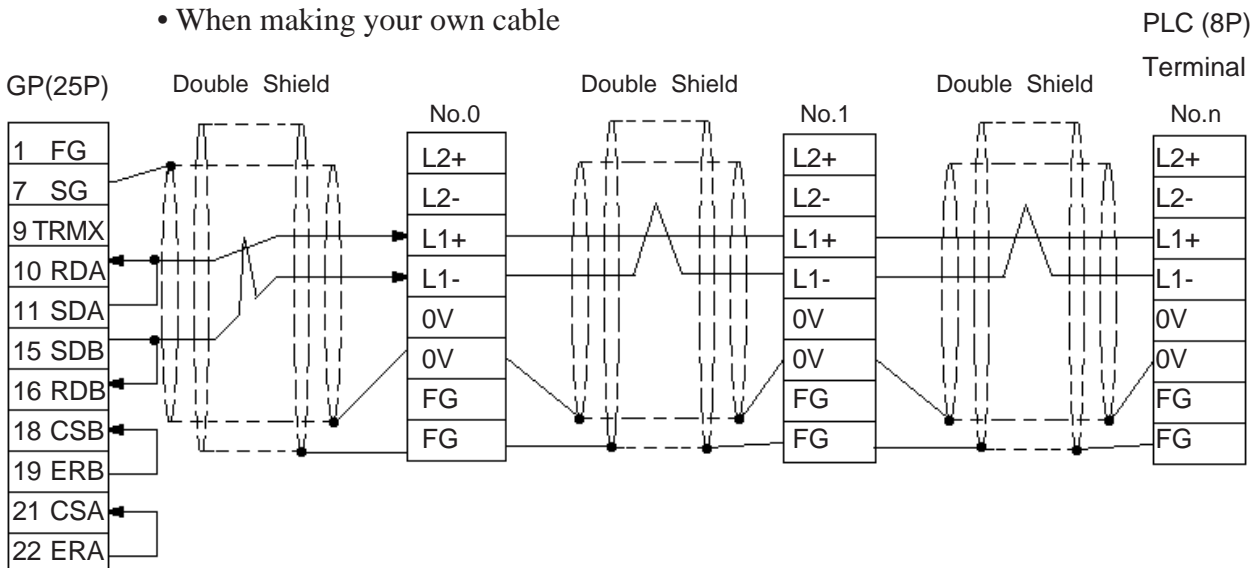 • When making your own cable
PLC (8P)
Terminal
GP(25P)
Double Shield
Double Shield
Double Shield
No.0
No.1
No.n
1 FG
7 SG
9 TRMX
10 RDA
11 SDA
15 SDB
16 RDB
18 CSB
19 ERB
21 CSA
22 ERA
L2+
L2-
L1+
L1-
0V
0V
FG
FG
L2+
L2-
L1+
L1-
0V
0V
FG
FG
L2+
L2-
L1+
L1-
0V
0V
FG
FG